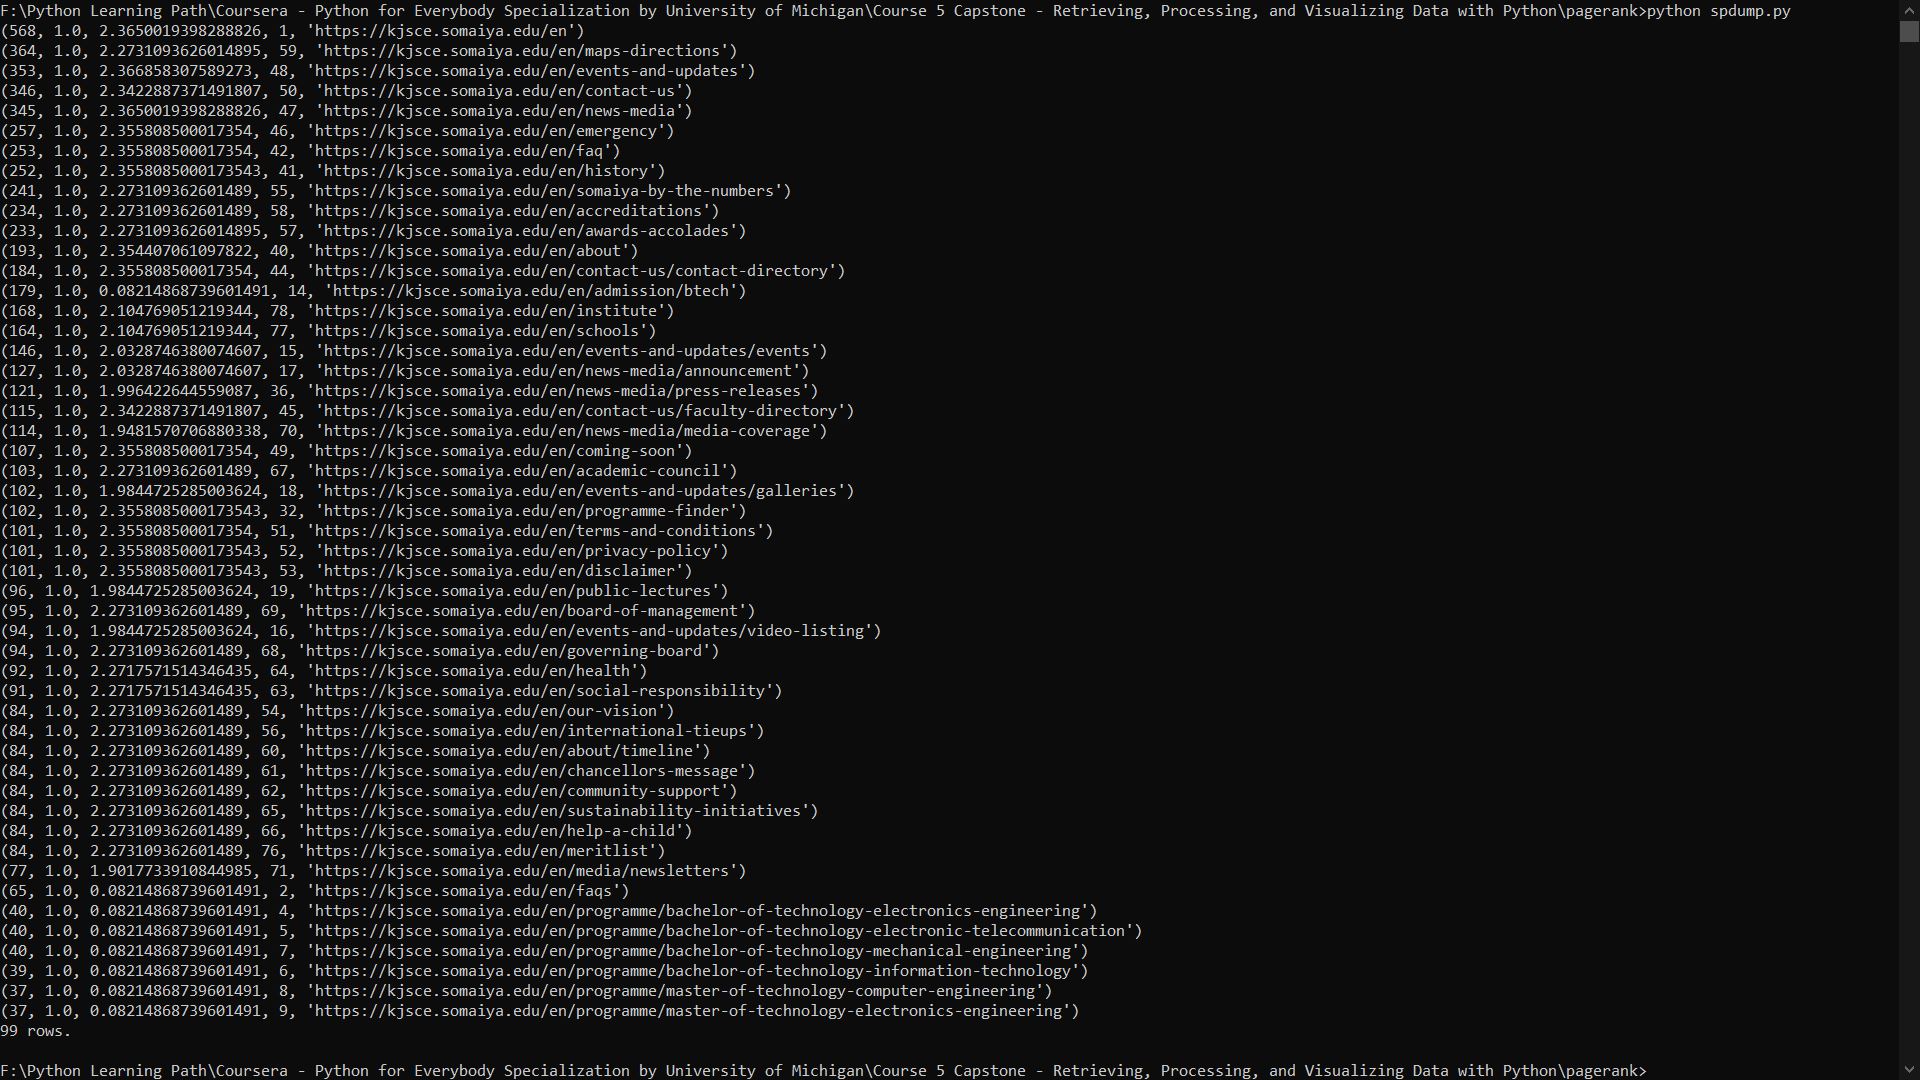 F:\Python Learning Path\Coursera - Python for Everybody Specialization by University of Michigan\Course 5 Capstone - Retrieving, Processing, and Visualizing Data with Python\pagerank>python spdump.py
(568, 1.0, 2.3650019398288826, 1, 'https://kjsce.somaiya.edu/en')
(364, 1.0, 2.2731093626014895, 59, 'https://kjsce.somaiya.edu/en/maps-directions')
(353, 1.0, 2.366858307589273, 48, 'https://kjsce.somaiya.edu/en/events-and-updates')
(346, 1.0, 2.3422887371491807, 50, 'https://kjsce.somaiya.edu/en/contact-us')
(345, 1.0, 2.3650019398288826, 47, 'https://kjsce.somaiya.edu/en/news-media')
(257, 1.0, 2.355808500017354, 46, 'https://kjsce.somaiya.edu/en/emergency')
(253, 1.0, 2.355808500017354, 42, 'https://kjsce.somaiya.edu/en/faq')
(252, 1.0, 2.3558085000173543, 41, 'https://kjsce.somaiya.edu/en/history')
(241, 1.0, 2.273109362601489, 55, 'https://kjsce.somaiya.edu/en/somaiya-by-the-numbers')
(234, 1.0, 2.273109362601489, 58, 'https://kjsce.somaiya.edu/en/accreditations')
(233, 1.0, 2.2731093626014895, 57, 'https://kjsce.somaiya.edu/en/awards-accolades')
(193, 1.0, 2.354407061097822, 40, 'https://kjsce.somaiya.edu/en/about')
(184, 1.0, 2.355808500017354, 44, 'https://kjsce.somaiya.edu/en/contact-us/contact-directory')
(179, 1.0, 0.08214868739601491, 14, 'https://kjsce.somaiya.edu/en/admission/btech')
(168, 1.0, 2.104769051219344, 78, 'https://kjsce.somaiya.edu/en/institute')
(164, 1.0, 2.104769051219344, 77, 'https://kjsce.somaiya.edu/en/schools')
(146, 1.0, 2.0328746380074607, 15, 'https://kjsce.somaiya.edu/en/events-and-updates/events')
(127, 1.0, 2.0328746380074607, 17, 'https://kjsce.somaiya.edu/en/news-media/announcement')
(121, 1.0, 1.996422644559087, 36, 'https://kjsce.somaiya.edu/en/news-media/press-releases')
(115, 1.0, 2.3422887371491807, 45, 'https://kjsce.somaiya.edu/en/contact-us/faculty-directory')
(114, 1.0, 1.9481570706880338, 70, 'https://kjsce.somaiya.edu/en/news-media/media-coverage')
(107, 1.0, 2.355808500017354, 49, 'https://kjsce.somaiya.edu/en/coming-soon')
(103, 1.0, 2.273109362601489, 67, 'https://kjsce.somaiya.edu/en/academic-council')
(102, 1.0, 1.9844725285003624, 18, 'https://kjsce.somaiya.edu/en/events-and-updates/galleries')
(102, 1.0, 2.3558085000173543, 32, 'https://kjsce.somaiya.edu/en/programme-finder')
(101, 1.0, 2.355808500017354, 51, 'https://kjsce.somaiya.edu/en/terms-and-conditions')
(101, 1.0, 2.3558085000173543, 52, 'https://kjsce.somaiya.edu/en/privacy-policy')
(101, 1.0, 2.3558085000173543, 53, 'https://kjsce.somaiya.edu/en/disclaimer')
(96, 1.0, 1.9844725285003624, 19, 'https://kjsce.somaiya.edu/en/public-lectures')
(95, 1.0, 2.273109362601489, 69, 'https://kjsce.somaiya.edu/en/board-of-management')
(94, 1.0, 1.9844725285003624, 16, 'https://kjsce.somaiya.edu/en/events-and-updates/video-listing')
(94, 1.0, 2.273109362601489, 68, 'https://kjsce.somaiya.edu/en/governing-board')
(92, 1.0, 2.2717571514346435, 64, 'https://kjsce.somaiya.edu/en/health')
(91, 1.0, 2.2717571514346435, 63, 'https://kjsce.somaiya.edu/en/social-responsibility')
(84, 1.0, 2.273109362601489, 54, 'https://kjsce.somaiya.edu/en/our-vision')
(84, 1.0, 2.273109362601489, 56, 'https://kjsce.somaiya.edu/en/international-tieups')
(84, 1.0, 2.273109362601489, 60, 'https://kjsce.somaiya.edu/en/about/timeline')
(84, 1.0, 2.273109362601489, 61, 'https://kjsce.somaiya.edu/en/chancellors-message')
(84, 1.0, 2.273109362601489, 62, 'https://kjsce.somaiya.edu/en/community-support')
(84, 1.0, 2.273109362601489, 65, 'https://kjsce.somaiya.edu/en/sustainability-initiatives')
(84, 1.0, 2.273109362601489, 66, 'https://kjsce.somaiya.edu/en/help-a-child')
(84, 1.0, 2.273109362601489, 76, 'https://kjsce.somaiya.edu/en/meritlist')
(77, 1.0, 1.9017733910844985, 71, 'https://kjsce.somaiya.edu/en/media/newsletters')
(65, 1.0, 0.08214868739601491, 2, 'https://kjsce.somaiya.edu/en/faqs')
(40, 1.0, 0.08214868739601491, 4, 'https://kjsce.somaiya.edu/en/programme/bachelor-of-technology-electronics-engineering')
(40, 1.0, 0.08214868739601491, 5, 'https://kjsce.somaiya.edu/en/programme/bachelor-of-technology-electronic-telecommunication')
(40, 1.0, 0.08214868739601491, 7, 'https://kjsce.somaiya.edu/en/programme/bachelor-of-technology-mechanical-engineering')
(39, 1.0, 0.08214868739601491, 6, 'https://kjsce.somaiya.edu/en/programme/bachelor-of-technology-information-technology')
(37, 1.0, 0.08214868739601491, 8, 'https://kjsce.somaiya.edu/en/programme/master-of-technology-computer-engineering')
(37, 1.0, 0.08214868739601491, 9, 'https://kjsce.somaiya.edu/en/programme/master-of-technology-electronics-engineering')
99 rows.
F:\Python Learning Path\Coursera - Python for Everybody Specialization by University of Michigan\Course 5 Capstone - Retrieving, Processing, and Visualizing Data with Python\pagerank>